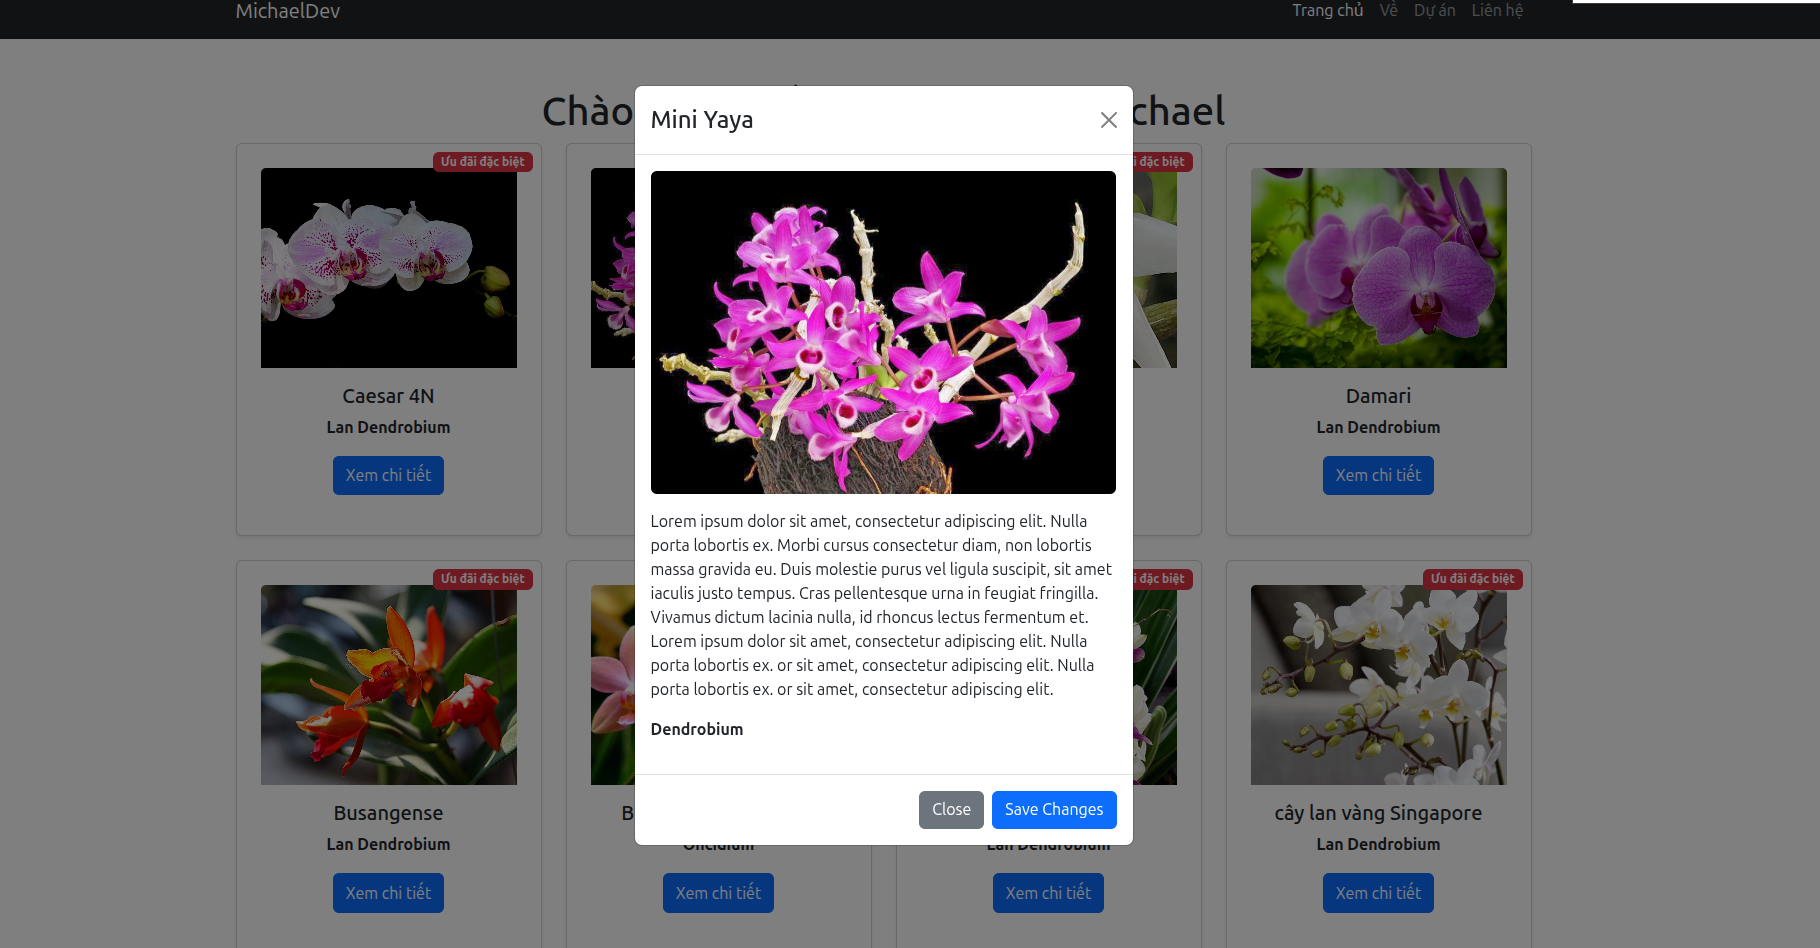 MichaelDev
Trang chủ Về Dự án Liên hệ
Chào
chael
Mini Yaya
Lorem ipsum dolor sit amet, consectetur adipiscing elit. Nulla
porta lobortis ex. Morbi cursus consectetur diam, non lobortis
massa gravida eu. Duis molestie purus vel ligula suscipit, sit amet
iaculis justo tempus. Cras pellentesque urna in feugiat fringilla.
Vivamus dictum lacinia nulla, id rhoncus lectus fermentum et.
Lorem ipsum dolor sit amet, consectetur adipiscing elit. Nulla
porta lobortis ex. or sit amet, consectetur adipiscing elit. Nulla
porta lobortis ex. or sit amet, consectetur adipiscing elit.
Dendrobium
Close
Save Changes
Ưu đãi đặc biệt
Caesar 4N
Lan Dendrobium
Xem chi tiết
đãi đặc biệt
Damari
Lan Dendrobium
Xem chi tiết
Ưu đãi đặc biệt
Busangense
Lan Dendrobium
Xem chi tiết
B
Oncidium
Xem chi tiết
đãi đặc biệt
Lan Dendrobium
Xem chi tiết
Ưu đãi đặc biệt
cây lan vàng Singapore
Lan Dendrobium
Xem chi tiết